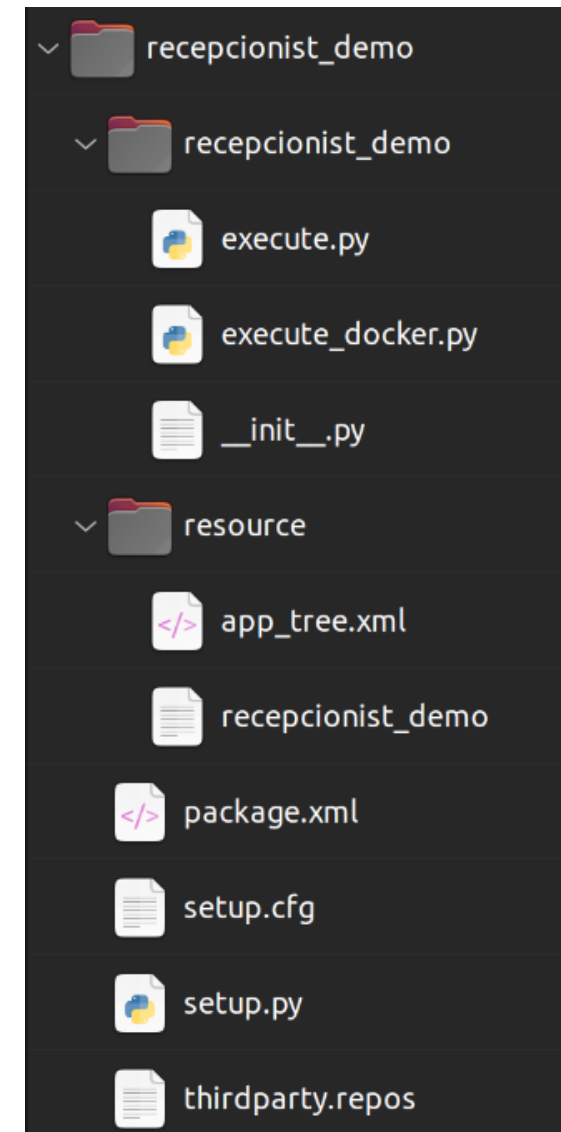 recepcionist_demo
recepcionist_demo
execute.py
execute_docker.py
__init__.py
resource
</> app_tree.xml
recepcionist_demo
</> package.xml
setup.cfg
setup.py
thirdparty.repos